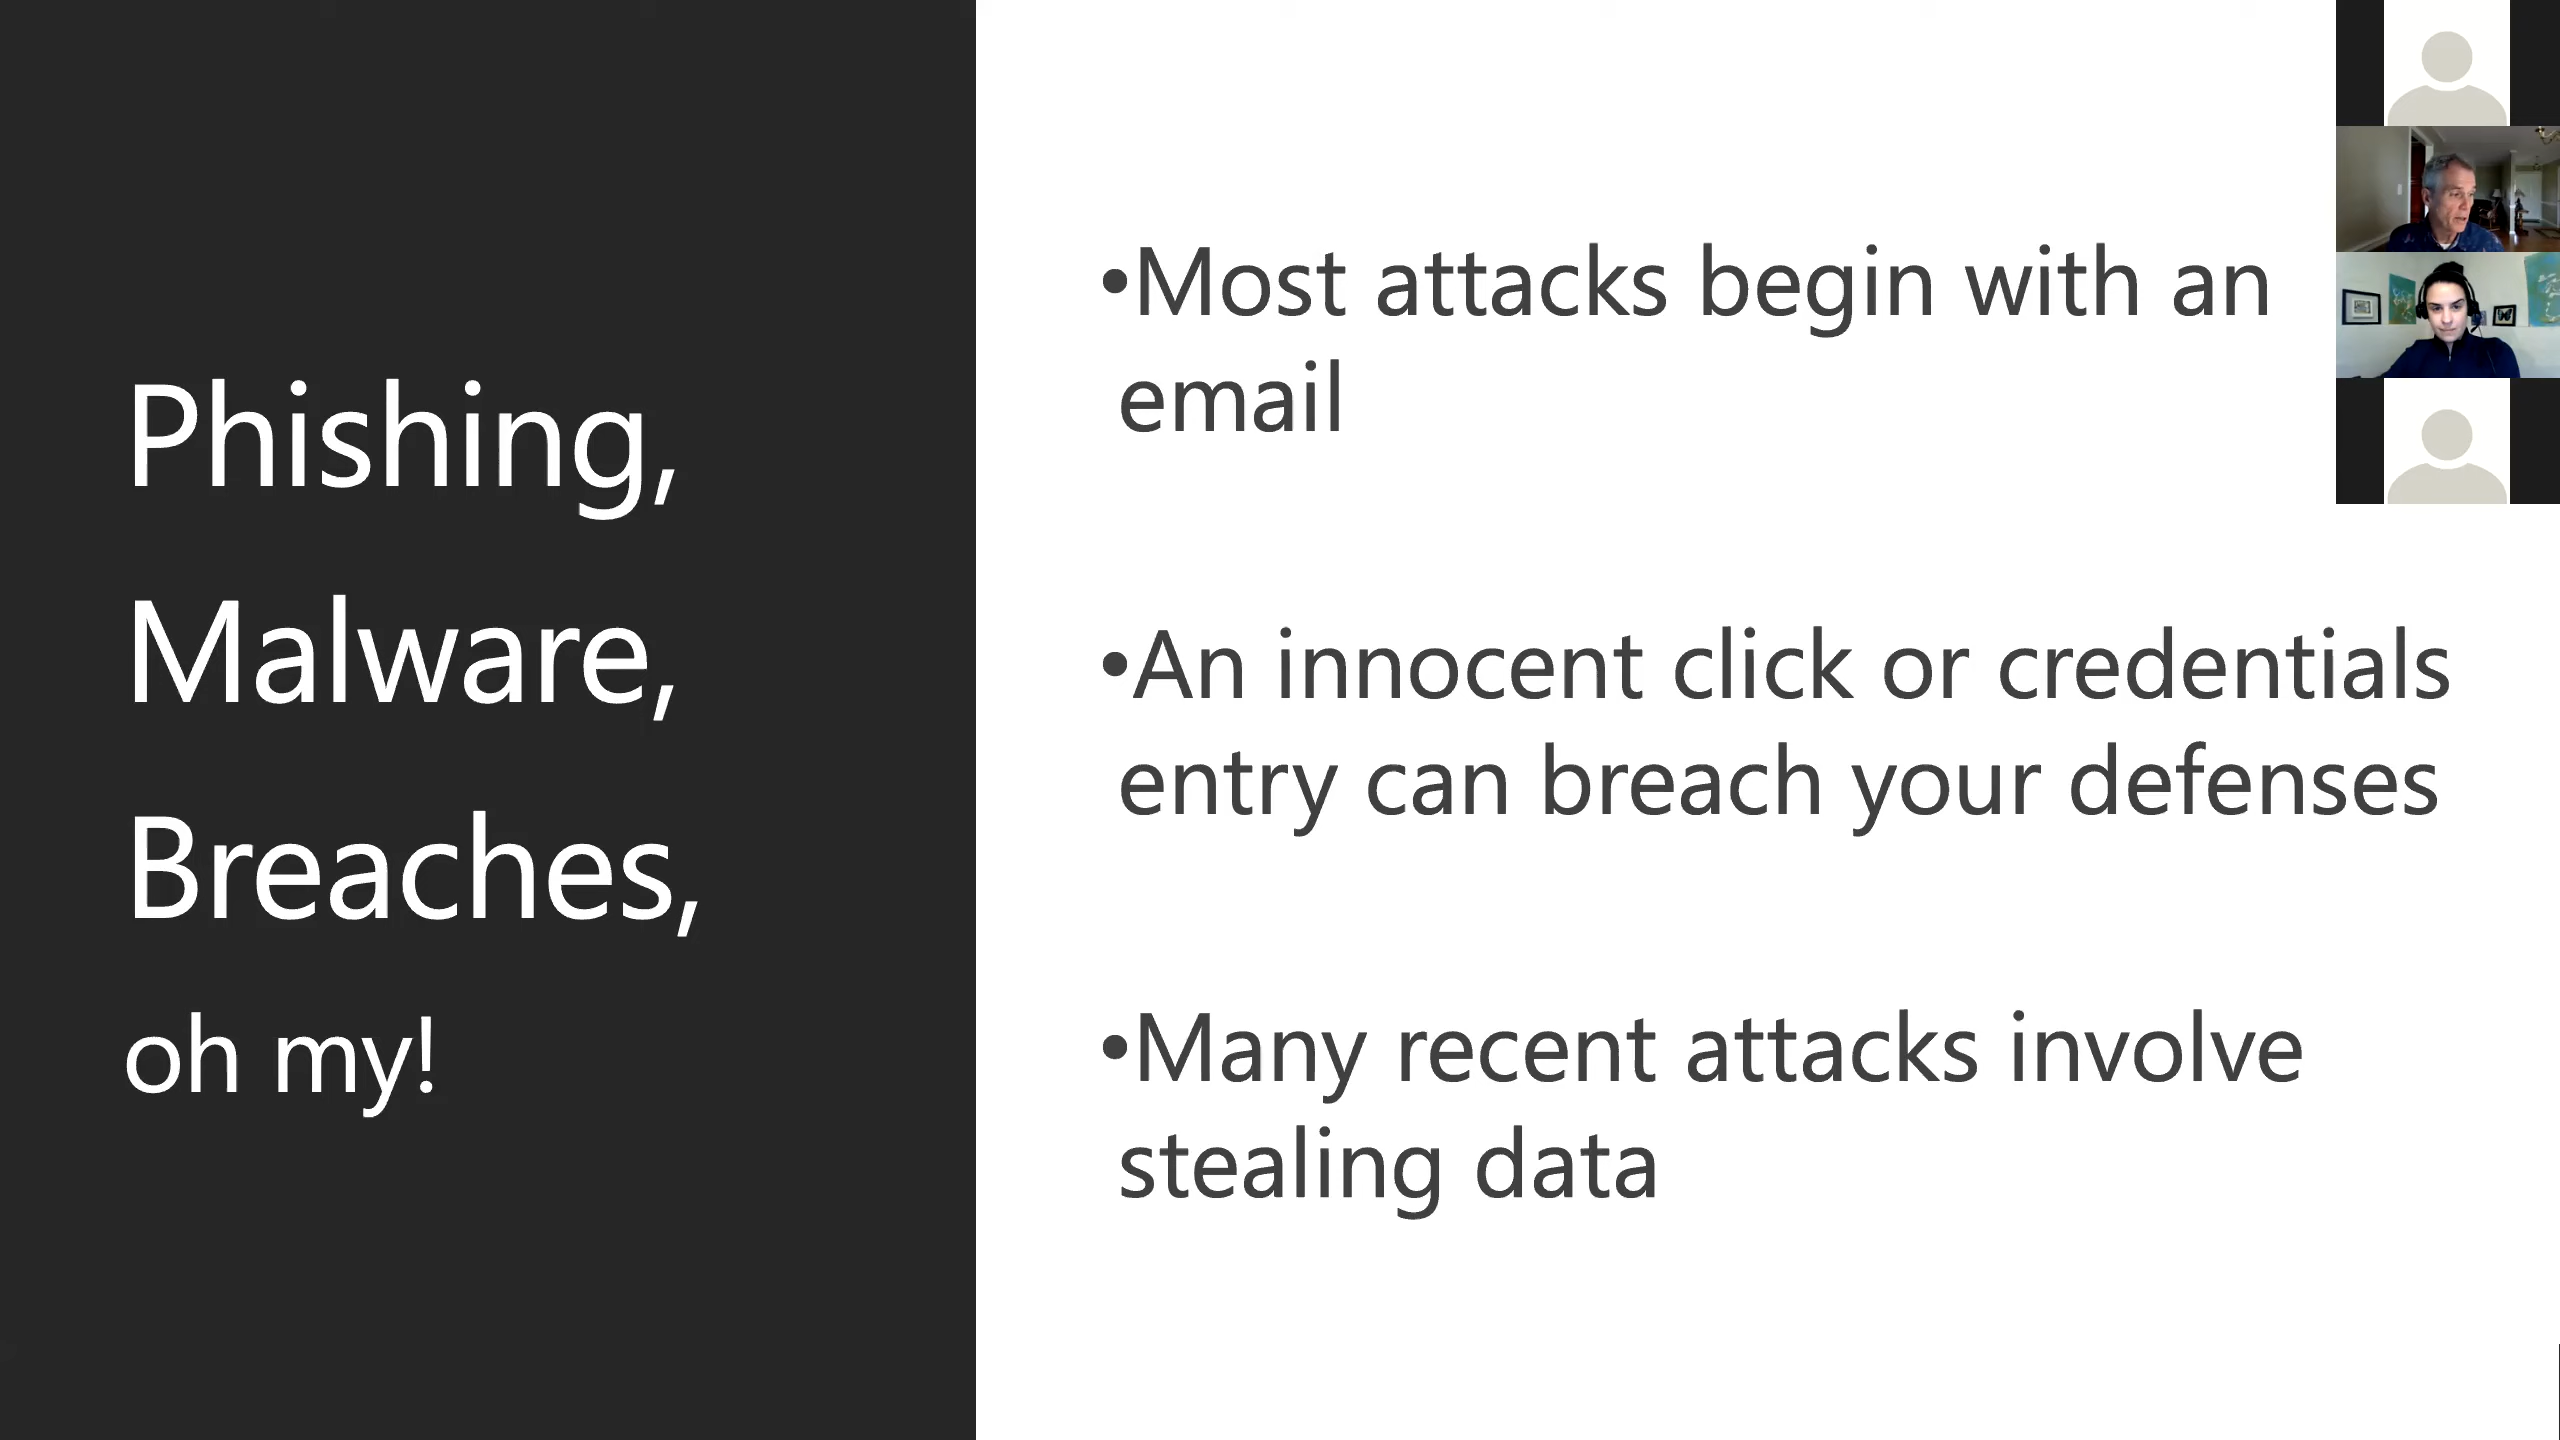 Phishing,
Malware,
Breaches,
oh my!
•Most attacks begin with an
email
•An innocent click or credentials
entry can breach your defenses
•Many recent attacks involve
stealing data